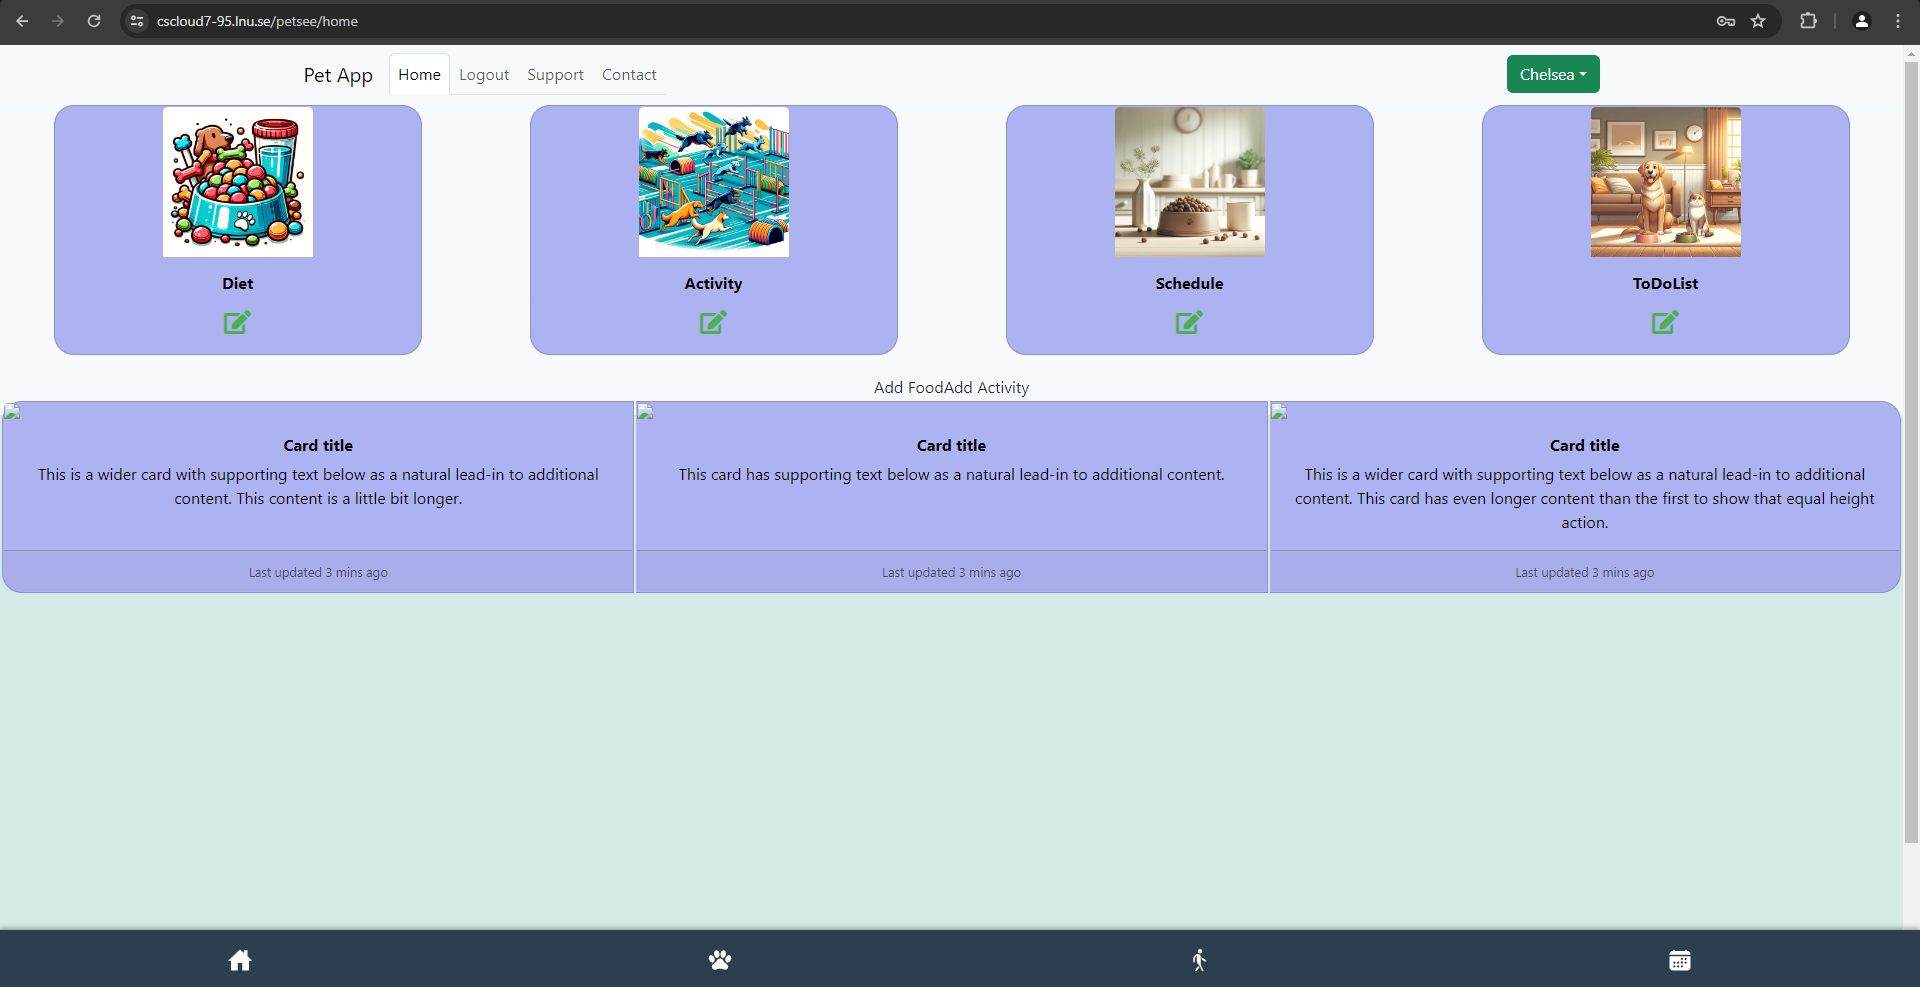 cscloud7-95.lnu.se/petsee/home
Pet App Home Logout Support Contact Chelsea
Diet Activity Schedule ToDoList
Add FoodAdd Activity
Card title
This is a wider card with supporting text below as a natural lead-in to additional
content. This content is a little bit longer.
Last updated 3 mins ago
Card title
This card has supporting text below as a natural lead-in to additional content.
Last updated 3 mins ago
Card title
This is a wider card with supporting text below as a natural lead-in to additional
content. This card has even longer content than the first to show that equal height
action.
Last updated 3 mins ago